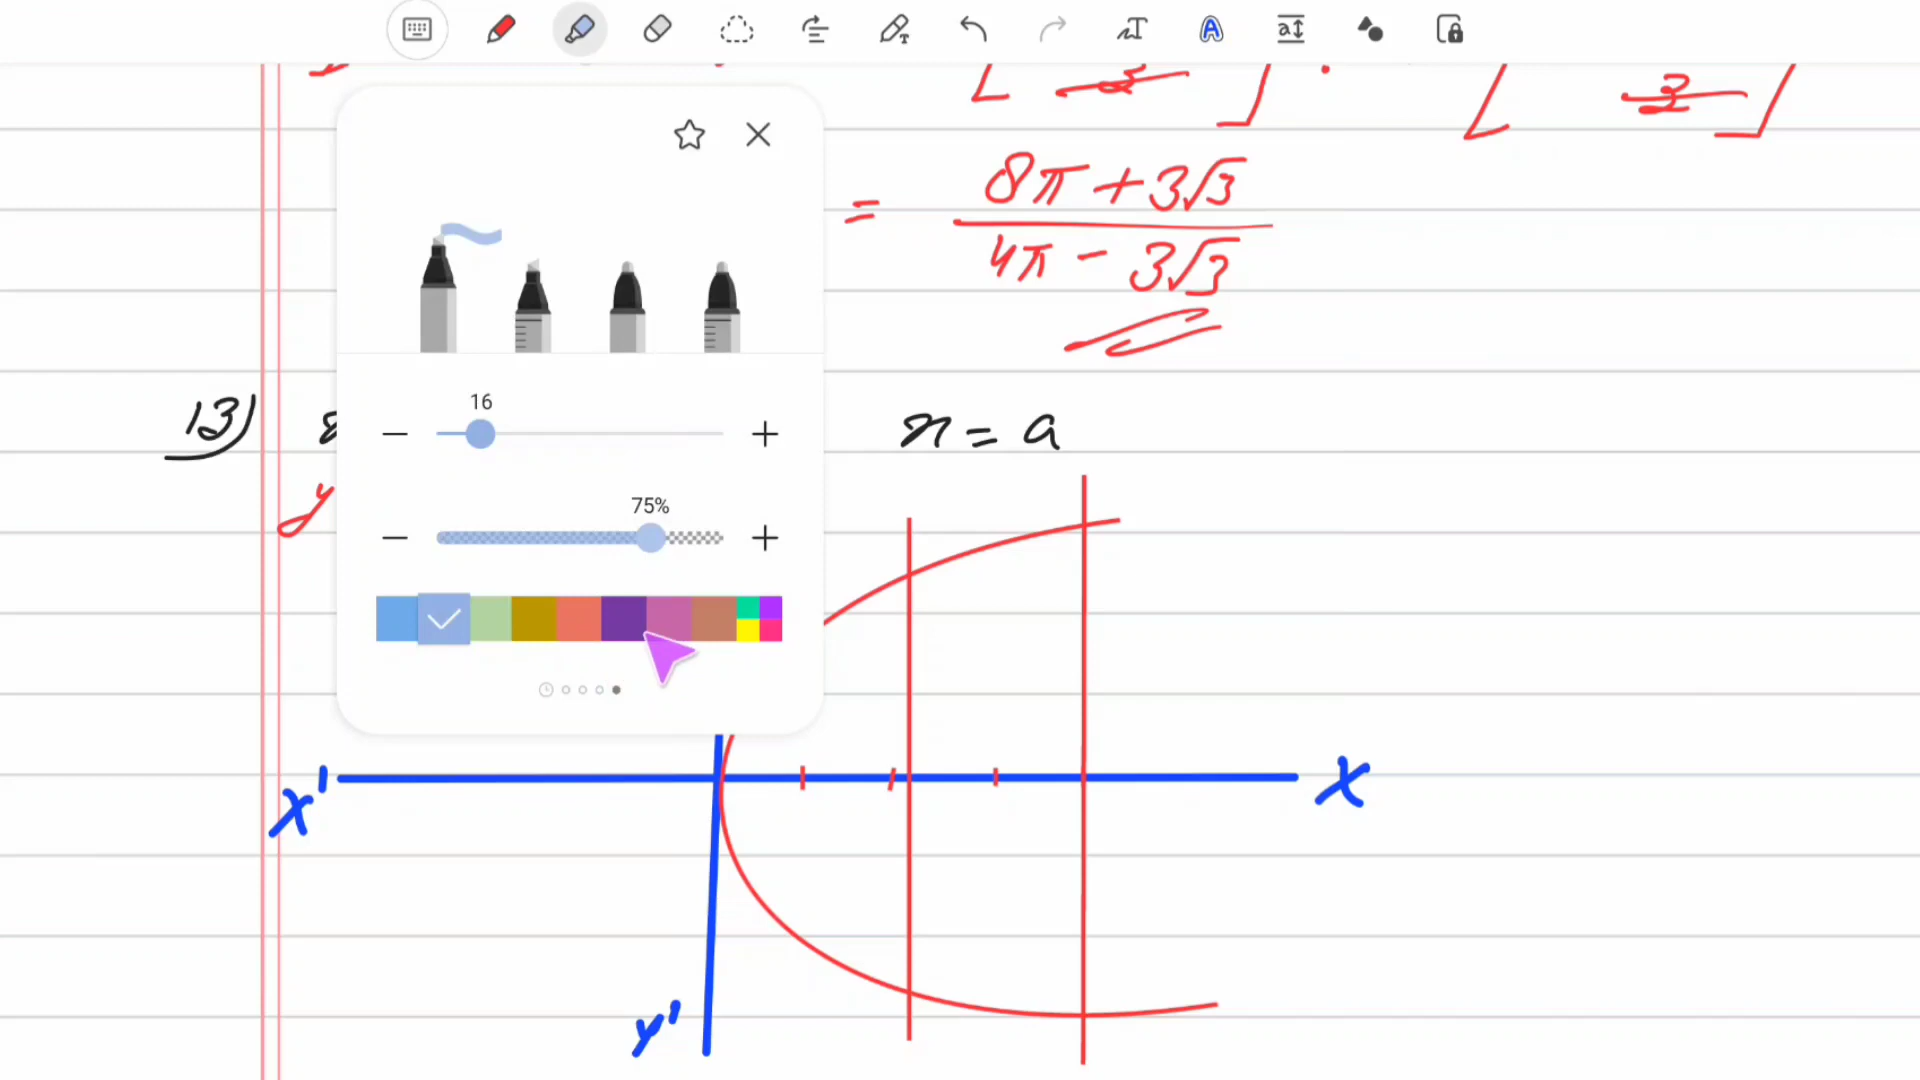 = 8π + 3√3
4π - 3√3
16
13)
x = a
y
75%
X'
X
y'